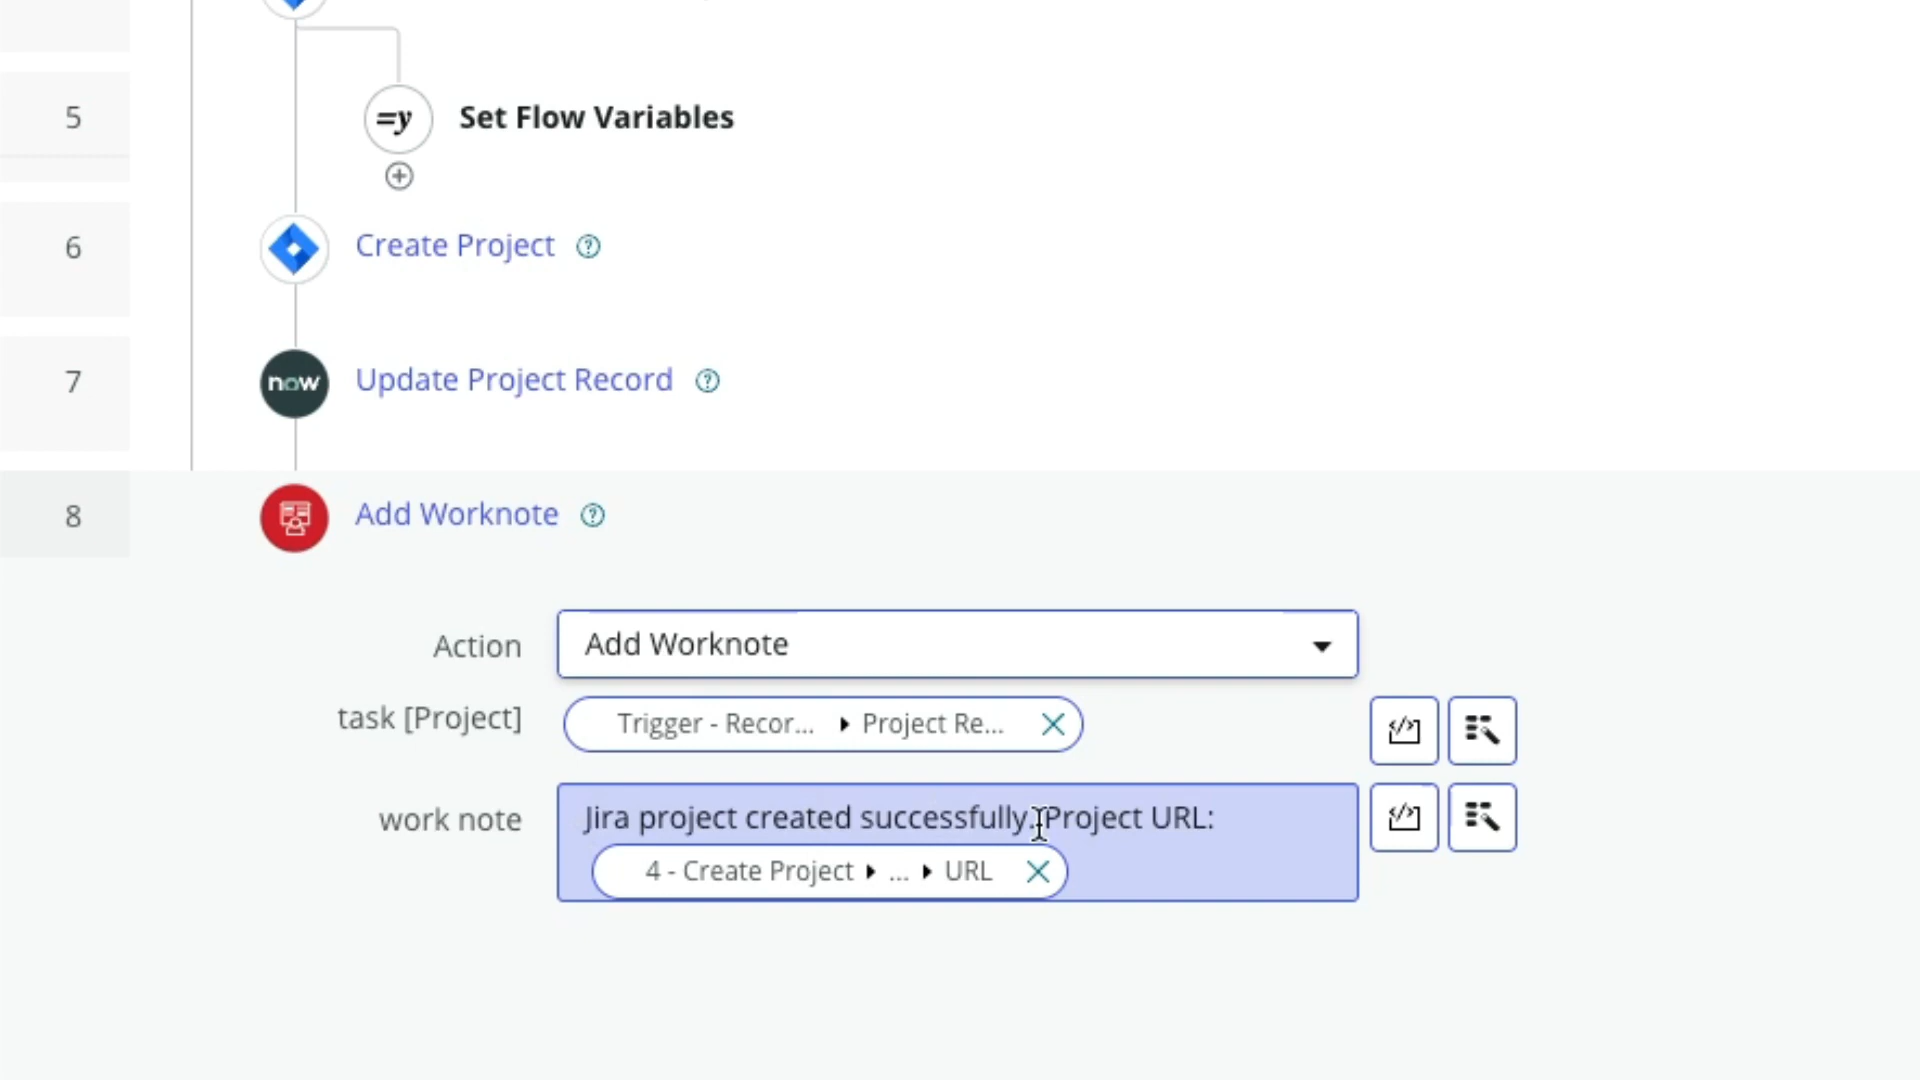 5
=y
Set Flow Variables
6
Create Project ?
7
now
Update Project Record ?
8
Add Worknote ?
Action
Add Worknote
task [Project]
Trigger - Recor... Project Re...
work note
Jira project created successfully. Project URL:
4 - Create Project ... URL